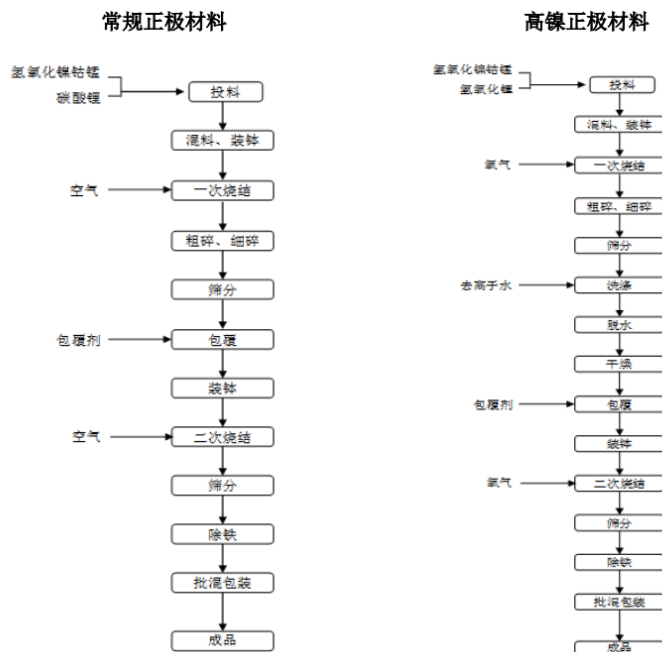 常规正极材料
氢氧化镍钴锰
碳酸锂
投料
混料、装钵
空气
一次烧结
粗碎、细碎
筛分
包覆剂
包覆
装钵
空气
二次烧结
筛分
除铁
批混包装
成品
高镍正极材料
氢氧化镍钴锰
氢氧化锂
投料
混料、装钵
氧气
一次烧结
粗碎、细碎
筛分
去离子水
洗涤
脱水
干燥
包覆剂
包覆
装钵
氧气
二次烧结
筛分
除铁
批混包装
成品